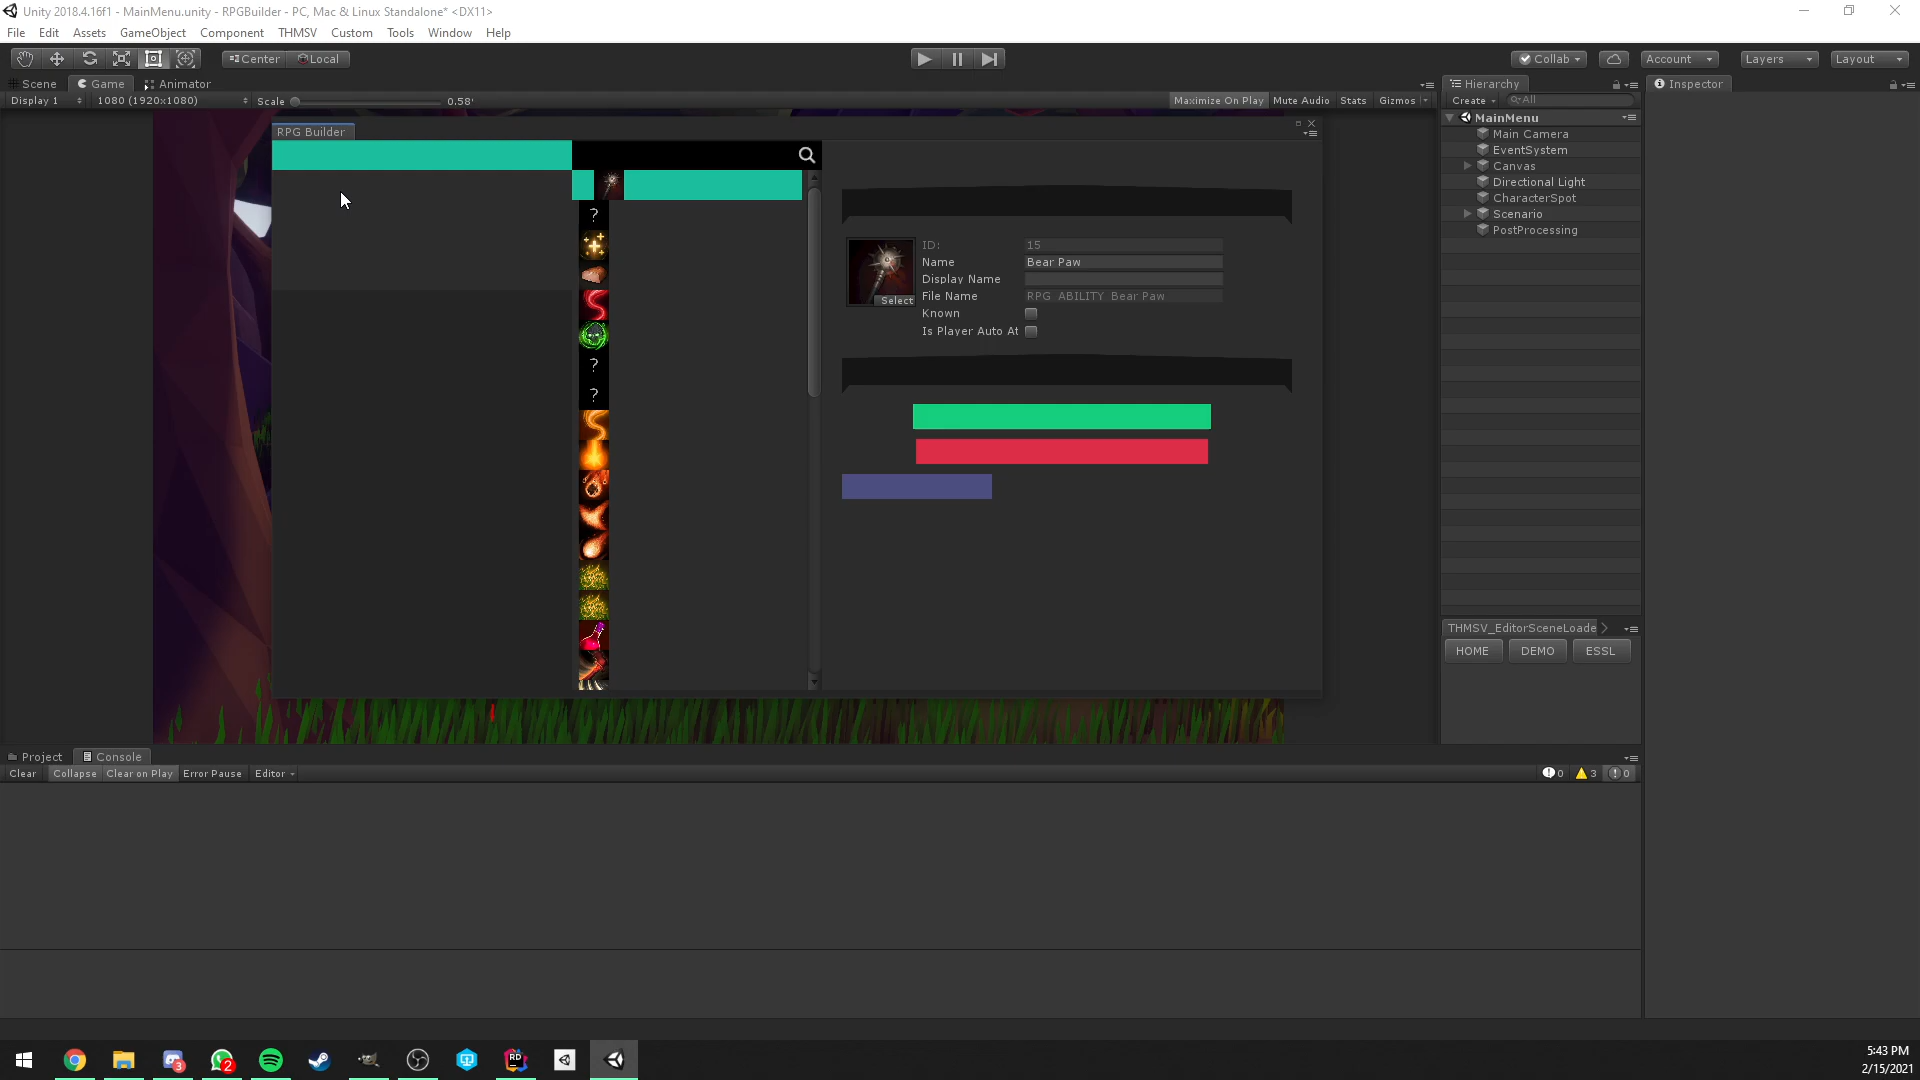 Unity 2018.4.16f1 - MainMenu.unity - RPGBuilder - PC, Mac & Linux Standalone* <DX11>
File Edit Assets GameObject Component THMSV Custom Tools Window Help
Center Local Collab Account Layers Layout
Scene Game Animator Hierarchy Inspector
Display 1 1080 (1920x1080) Scale 0.58 Maximize On Play Mute Audio Stats Gizmos Create All
MainMenu
Main Camera
EventSystem
Canvas
Directional Light
CharacterSpot
Scenario
PostProcessing
RPG Builder
ID: 15
Name Bear Paw
Display Name
File Name RPG_ABILITY_Bear Paw
Known
Is Player Auto At
Select
?
?
?
THMSV_EditorSceneLoade
HOME DEMO ESSL
Project Console
Clear Collapse Clear on Play Error Pause Editor 0 3 0
3
2
RD
5:43 PM
2/15/2021